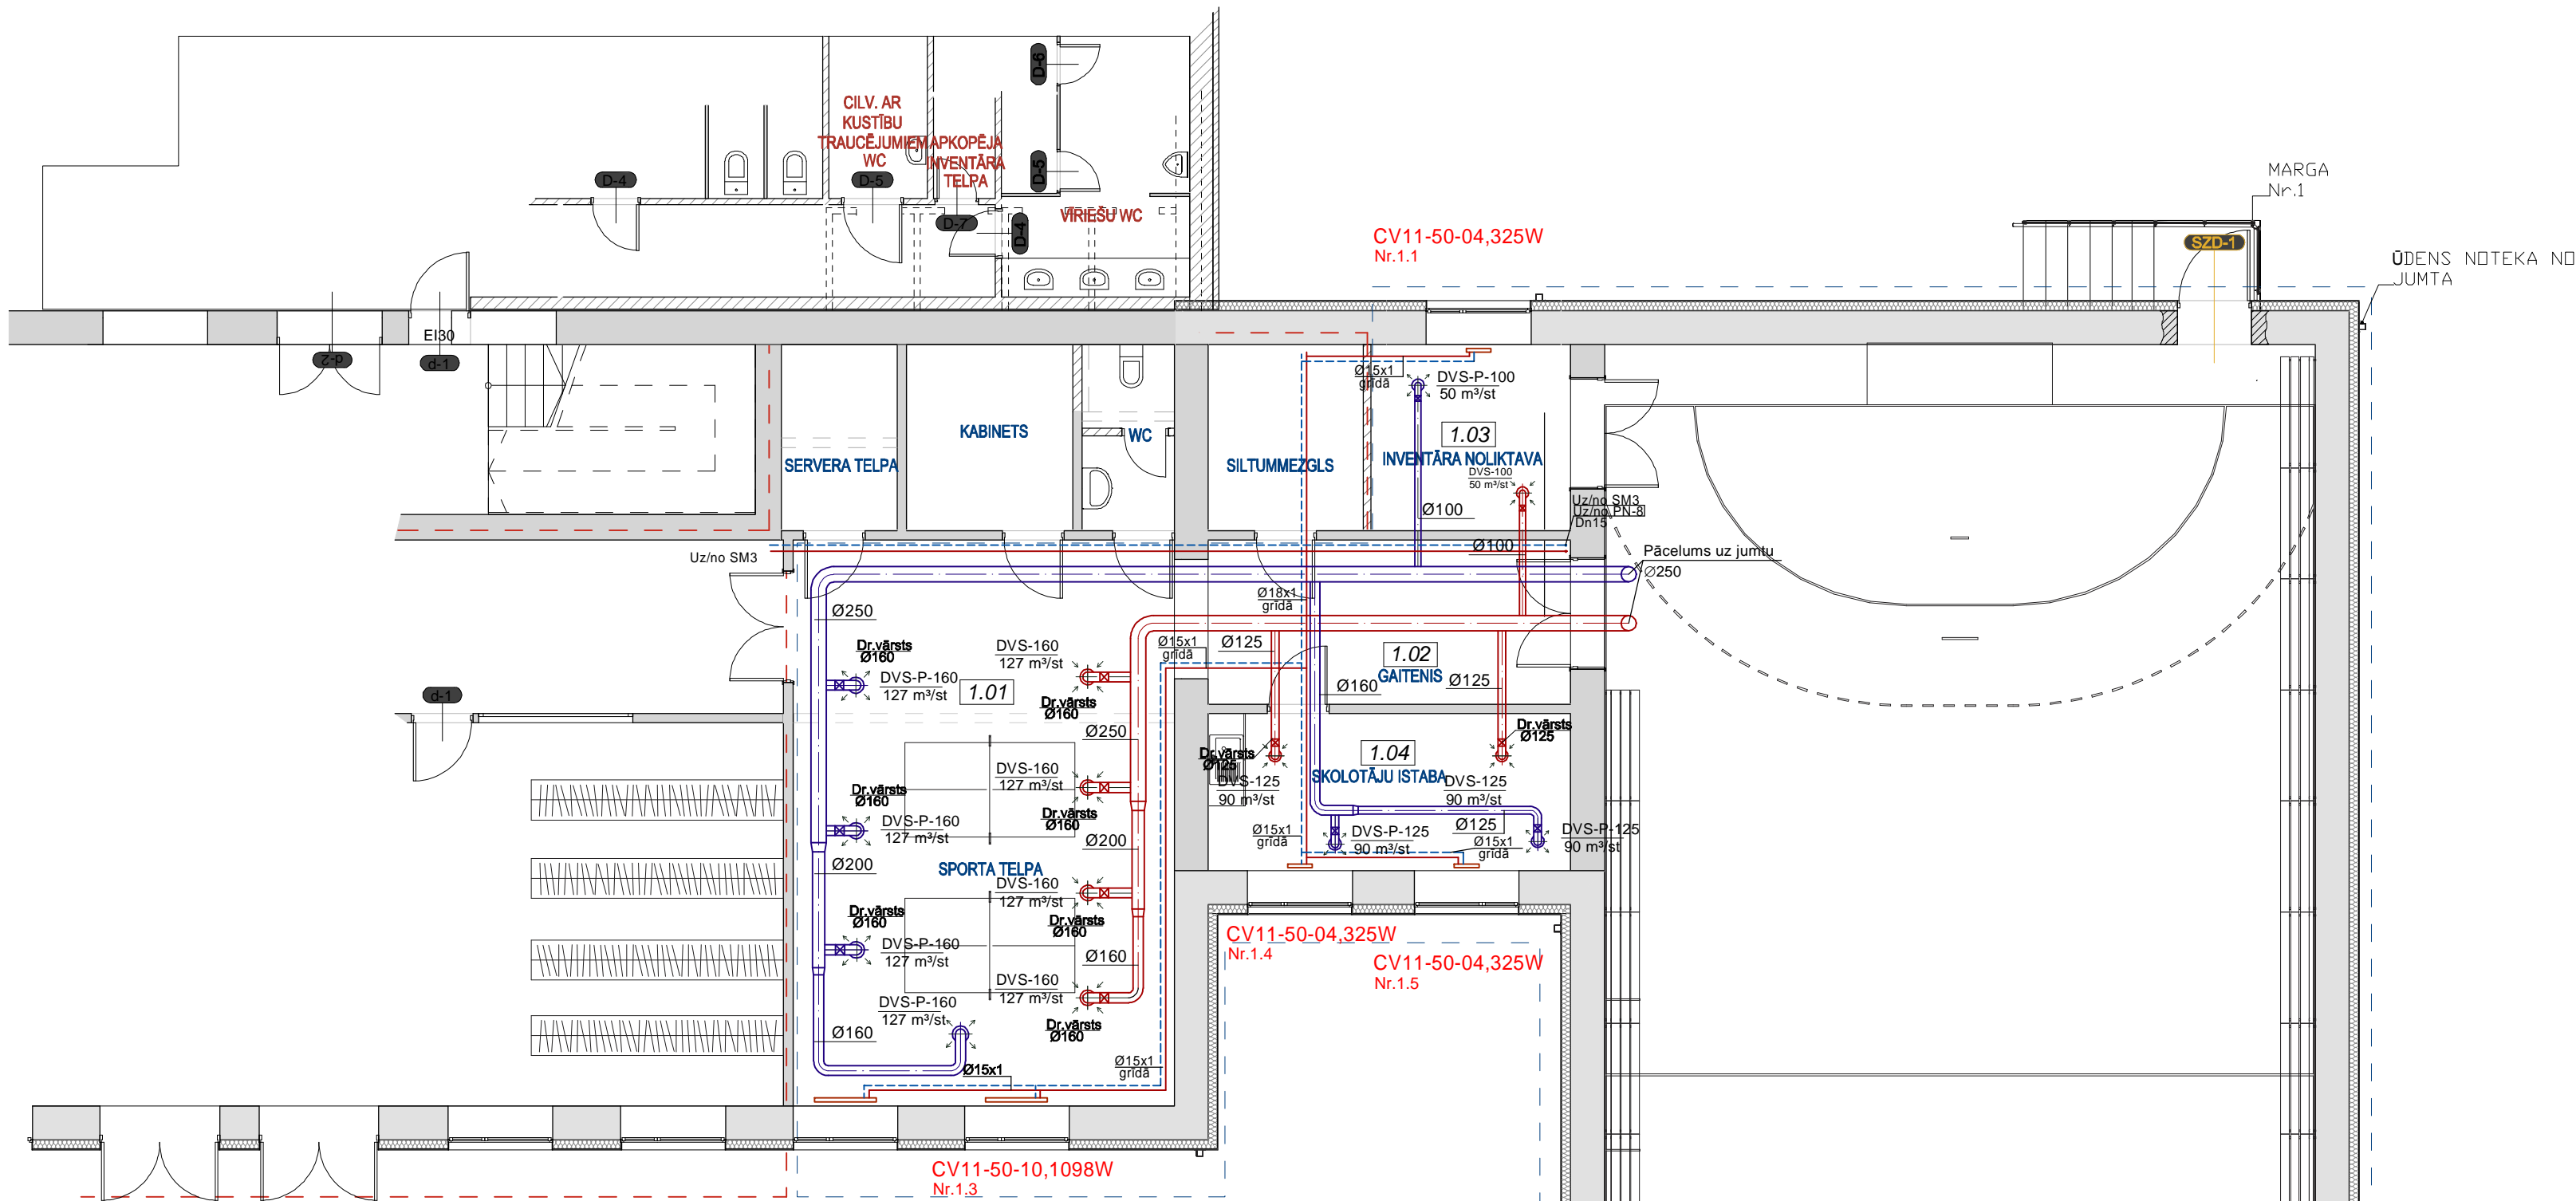 D-6
CILV. AR
KUSTĪBU
TRAUCĒJUMIEM
WC
APKOPĒJA
INVENTĀRA
TELPA
D-4
D-5
D-5
D-7
D-4
VĪRIEŠU WC
MARGA
Nr.1
CV11-50-04,325W
Nr.1.1
SZD-1
ŪDENS NOTEKA NO
JUMTA
EI30
d-2
d-1
Ø15x1
grīdā
DVS-P-100
50 m³/st
1.03
SERVERA TELPA
KABINETS
WC
SILTUMMEZGLS
INVENTĀRA NOLIKTAVA
DVS-100
50 m³/st
Uz/no SM3
Uz/no PN-8
Dn15
Ø100
Ø100
Uz/no SM3
Pācelums uz jumtu
Ø250
Ø18x1
grīdā
Ø250
Dr.vārsts
Ø160
DVS-P-160
127 m³/st
1.01
DVS-160
127 m³/st
Dr.vārsts
Ø160
Ø15x1
grīdā
Ø125
1.02
GAITENIS
Ø160
Ø125
d-1
Ø250
Dr.vārsts
Ø125
Dr.vārsts
Ø125
1.04
SKOLOTĀJU ISTABA
DVS-125
90 m³/st
DVS-125
90 m³/st
DVS-160
127 m³/st
Dr.vārsts
Ø160
Dr.vārsts
Ø160
DVS-P-160
127 m³/st
Ø200
Ø200
SPORTA TELPA
Ø15x1
grīdā
DVS-P-125
90 m³/st
Ø125
Ø15x1
grīdā
DVS-P-125
90 m³/st
DVS-160
127 m³/st
Dr.vārsts
Ø160
Dr.vārsts
Ø160
DVS-P-160
127 m³/st
Ø160
CV11-50-04,325W
Nr.1.4
CV11-50-04,325W
Nr.1.5
DVS-160
127 m³/st
DVS-P-160
127 m³/st
Dr.vārsts
Ø160
Ø160
Ø15x1
Ø15x1
grīdā
CV11-50-10,1098W
Nr.1.3